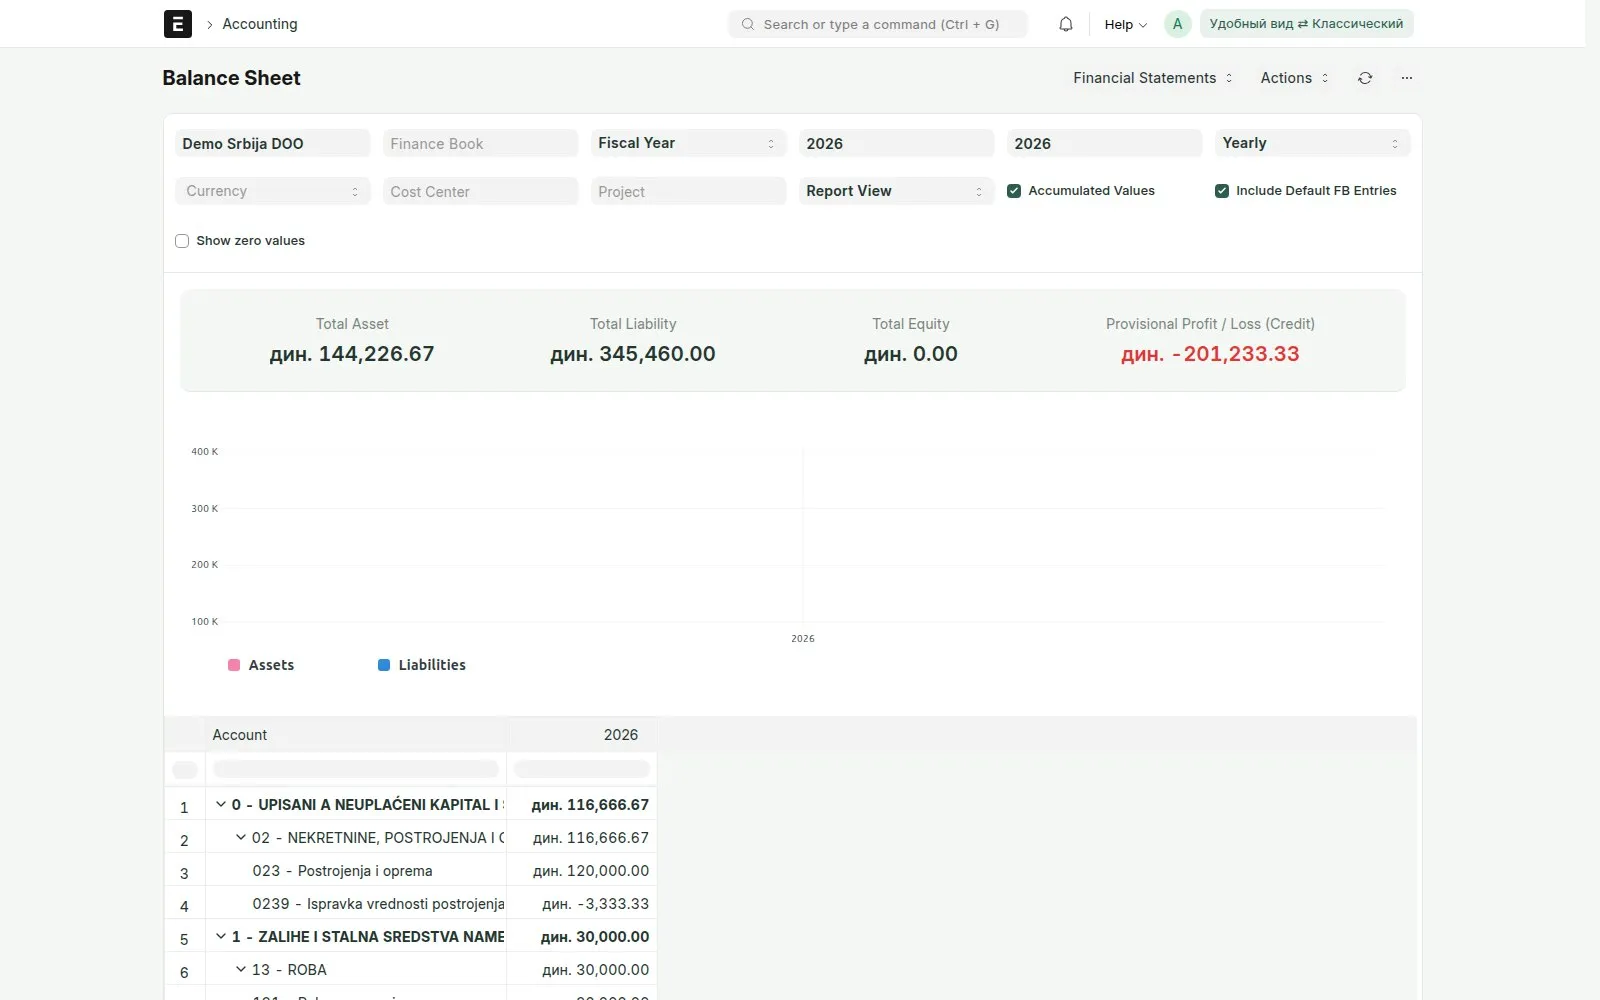 E
Accounting
Search or type a command (Ctrl + G)
Help
A
Удобный вид ⇄ Классический
Balance Sheet
Financial Statements
Actions
Demo Srbija DOO
Finance Book
Fiscal Year
2026
2026
Yearly
Currency
Cost Center
Project
Report View
Accumulated Values
Include Default FB Entries
Show zero values
Total Asset
дин. 144,226.67
Total Liability
дин. 345,460.00
Total Equity
дин. 0.00
Provisional Profit / Loss (Credit)
дин. -201,233.33
400 K
300 K
200 K
100 K
2026
Assets
Liabilities
Account 2026
1 0 - UPISANI A NEUPLAĆENI KAPITAL I дин. 116,666.67
2 02 - NEKRETNINE, POSTROJENJA I дин. 116,666.67
3 023 - Postrojenja i oprema дин. 120,000.00
4 0239 - Ispravka vrednosti postrojenja дин. -3,333.33
5 1 - ZALIHE I STALNA SREDSTVA NAME дин. 30,000.00
6 13 - ROBA дин. 30,000.00